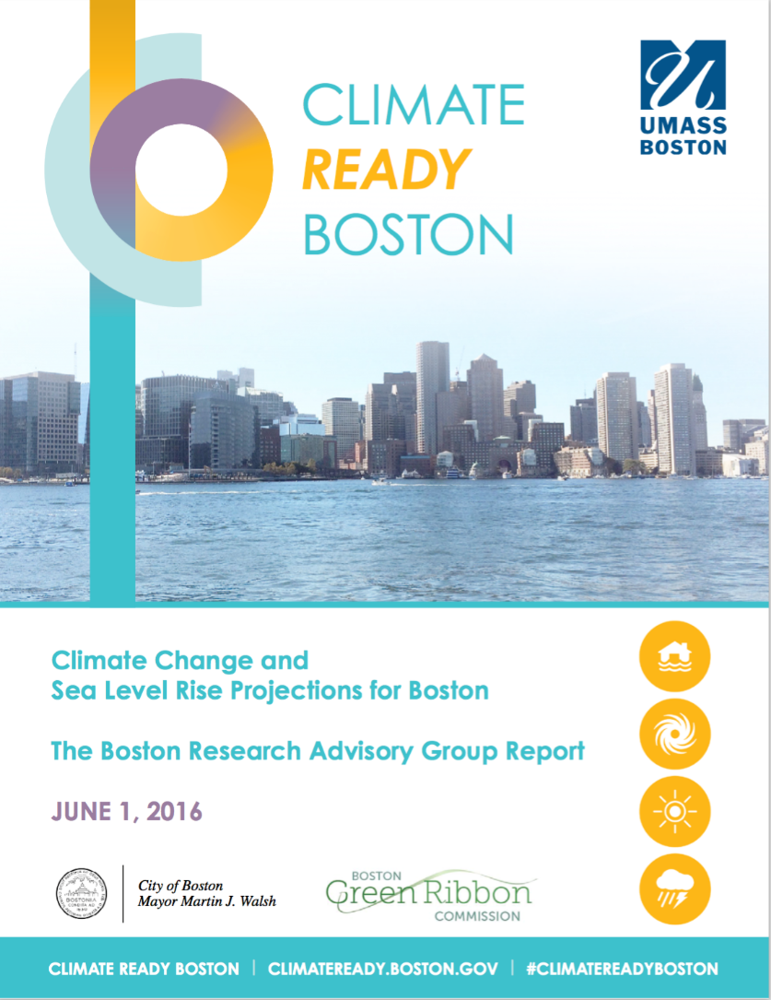 CLIMATE
READY
BOSTON
UMASS
BOSTON
Climate Change and
Sea Level Rise Projections for Boston
The Boston Research Advisory Group Report
JUNE 1, 2016
BOSTONIA
City of Boston
Mayor Martin J. Walsh
BOSTON
Green Ribbon
COMMISSION
CLIMATE READY BOSTON | CLIMATEREADY.BOSTON.GOV | #CLIMATEREADYBOSTON